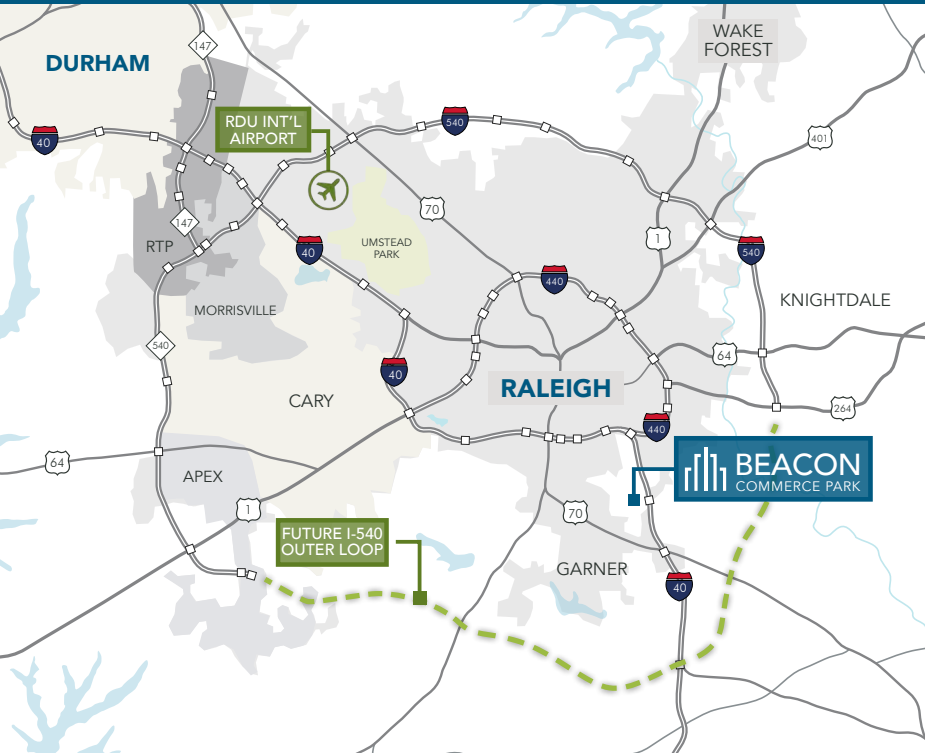 147
WAKE
FOREST
DURHAM
RDU INT'L
AIRPORT
540
401
40
70
147
1
RTP
UMSTEAD
PARK
40
540
440
KNIGHTDALE
MORRISVILLE
540
64
40
RALEIGH
CARY
264
440
64
APEX
BEACON
COMMERCE PARK
1
70
FUTURE I-540
OUTER LOOP
GARNER
40